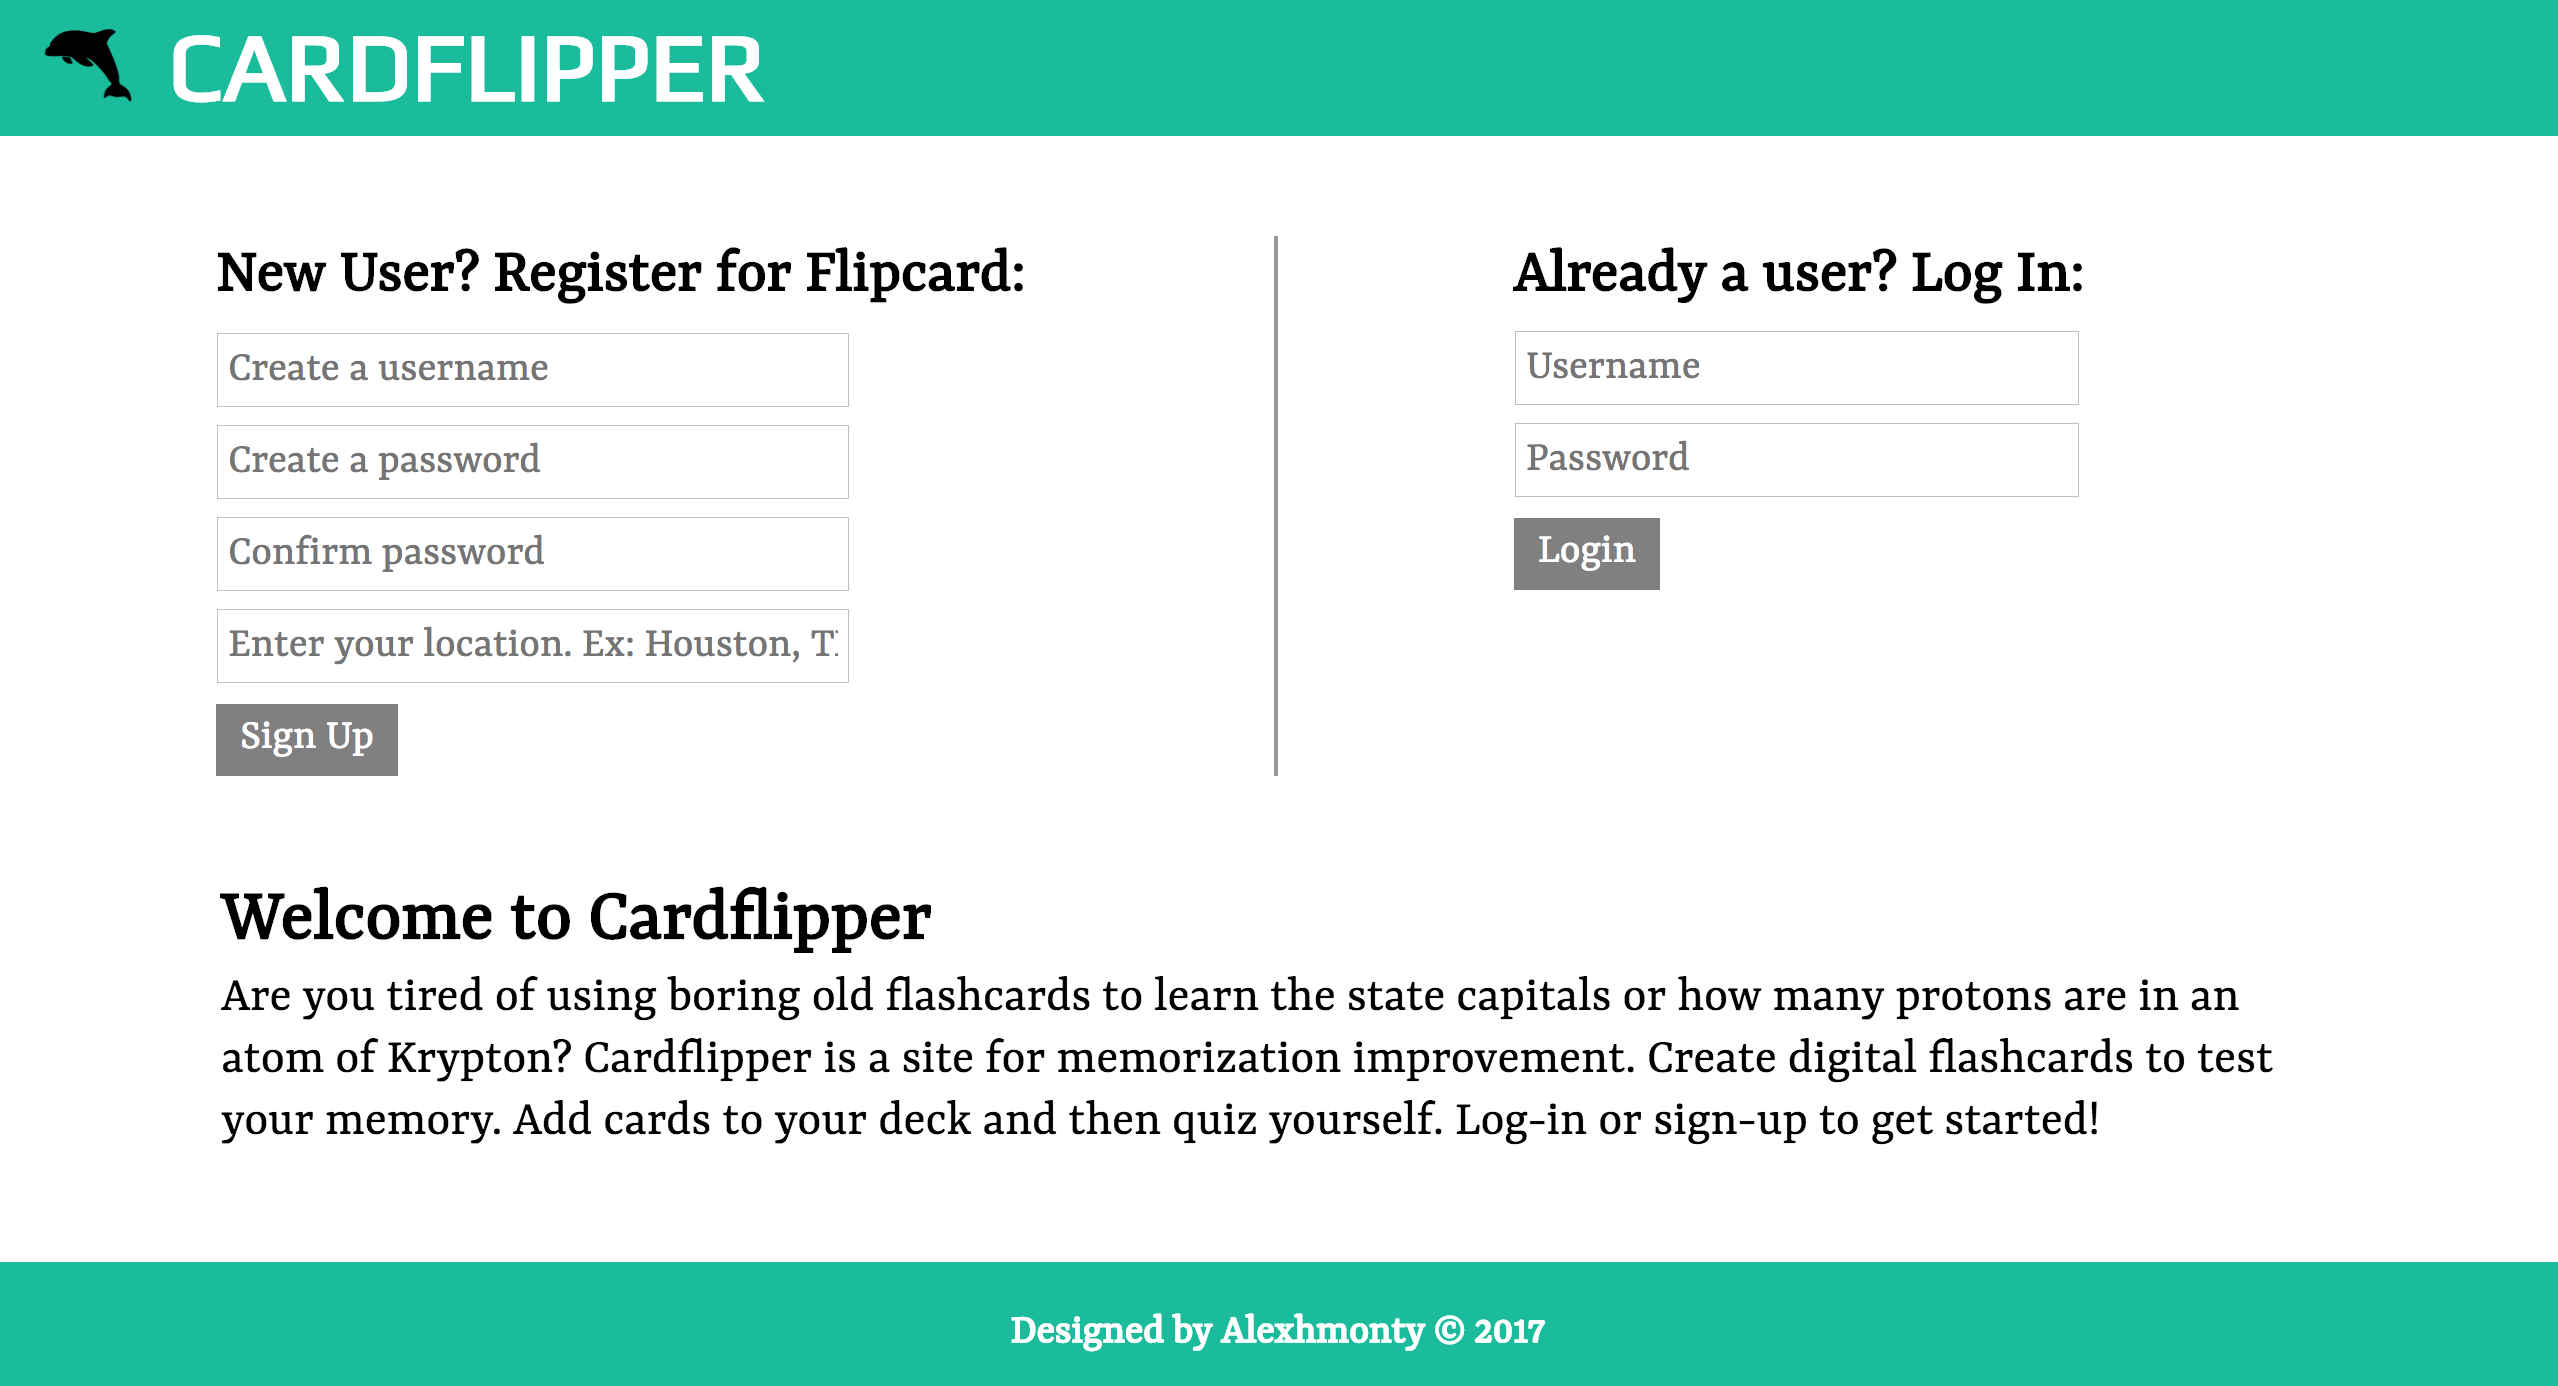 CARDFLIPPER
New User? Register for Flipcard:
Create a username
Create a password
Confirm password
Enter your location. Ex: Houston, 
Sign Up
Already a user? Log In:
Username
Password
Login
Welcome to Cardflipper
Are you tired of using boring old flashcards to learn the state capitals or how many protons are in an
atom of Krypton? Cardflipper is a site for memorization improvement. Create digital flashcards to test
your memory. Add cards to your deck and then quiz yourself. Log-in or sign-up to get started!
Designed by Alexhmonty © 2017